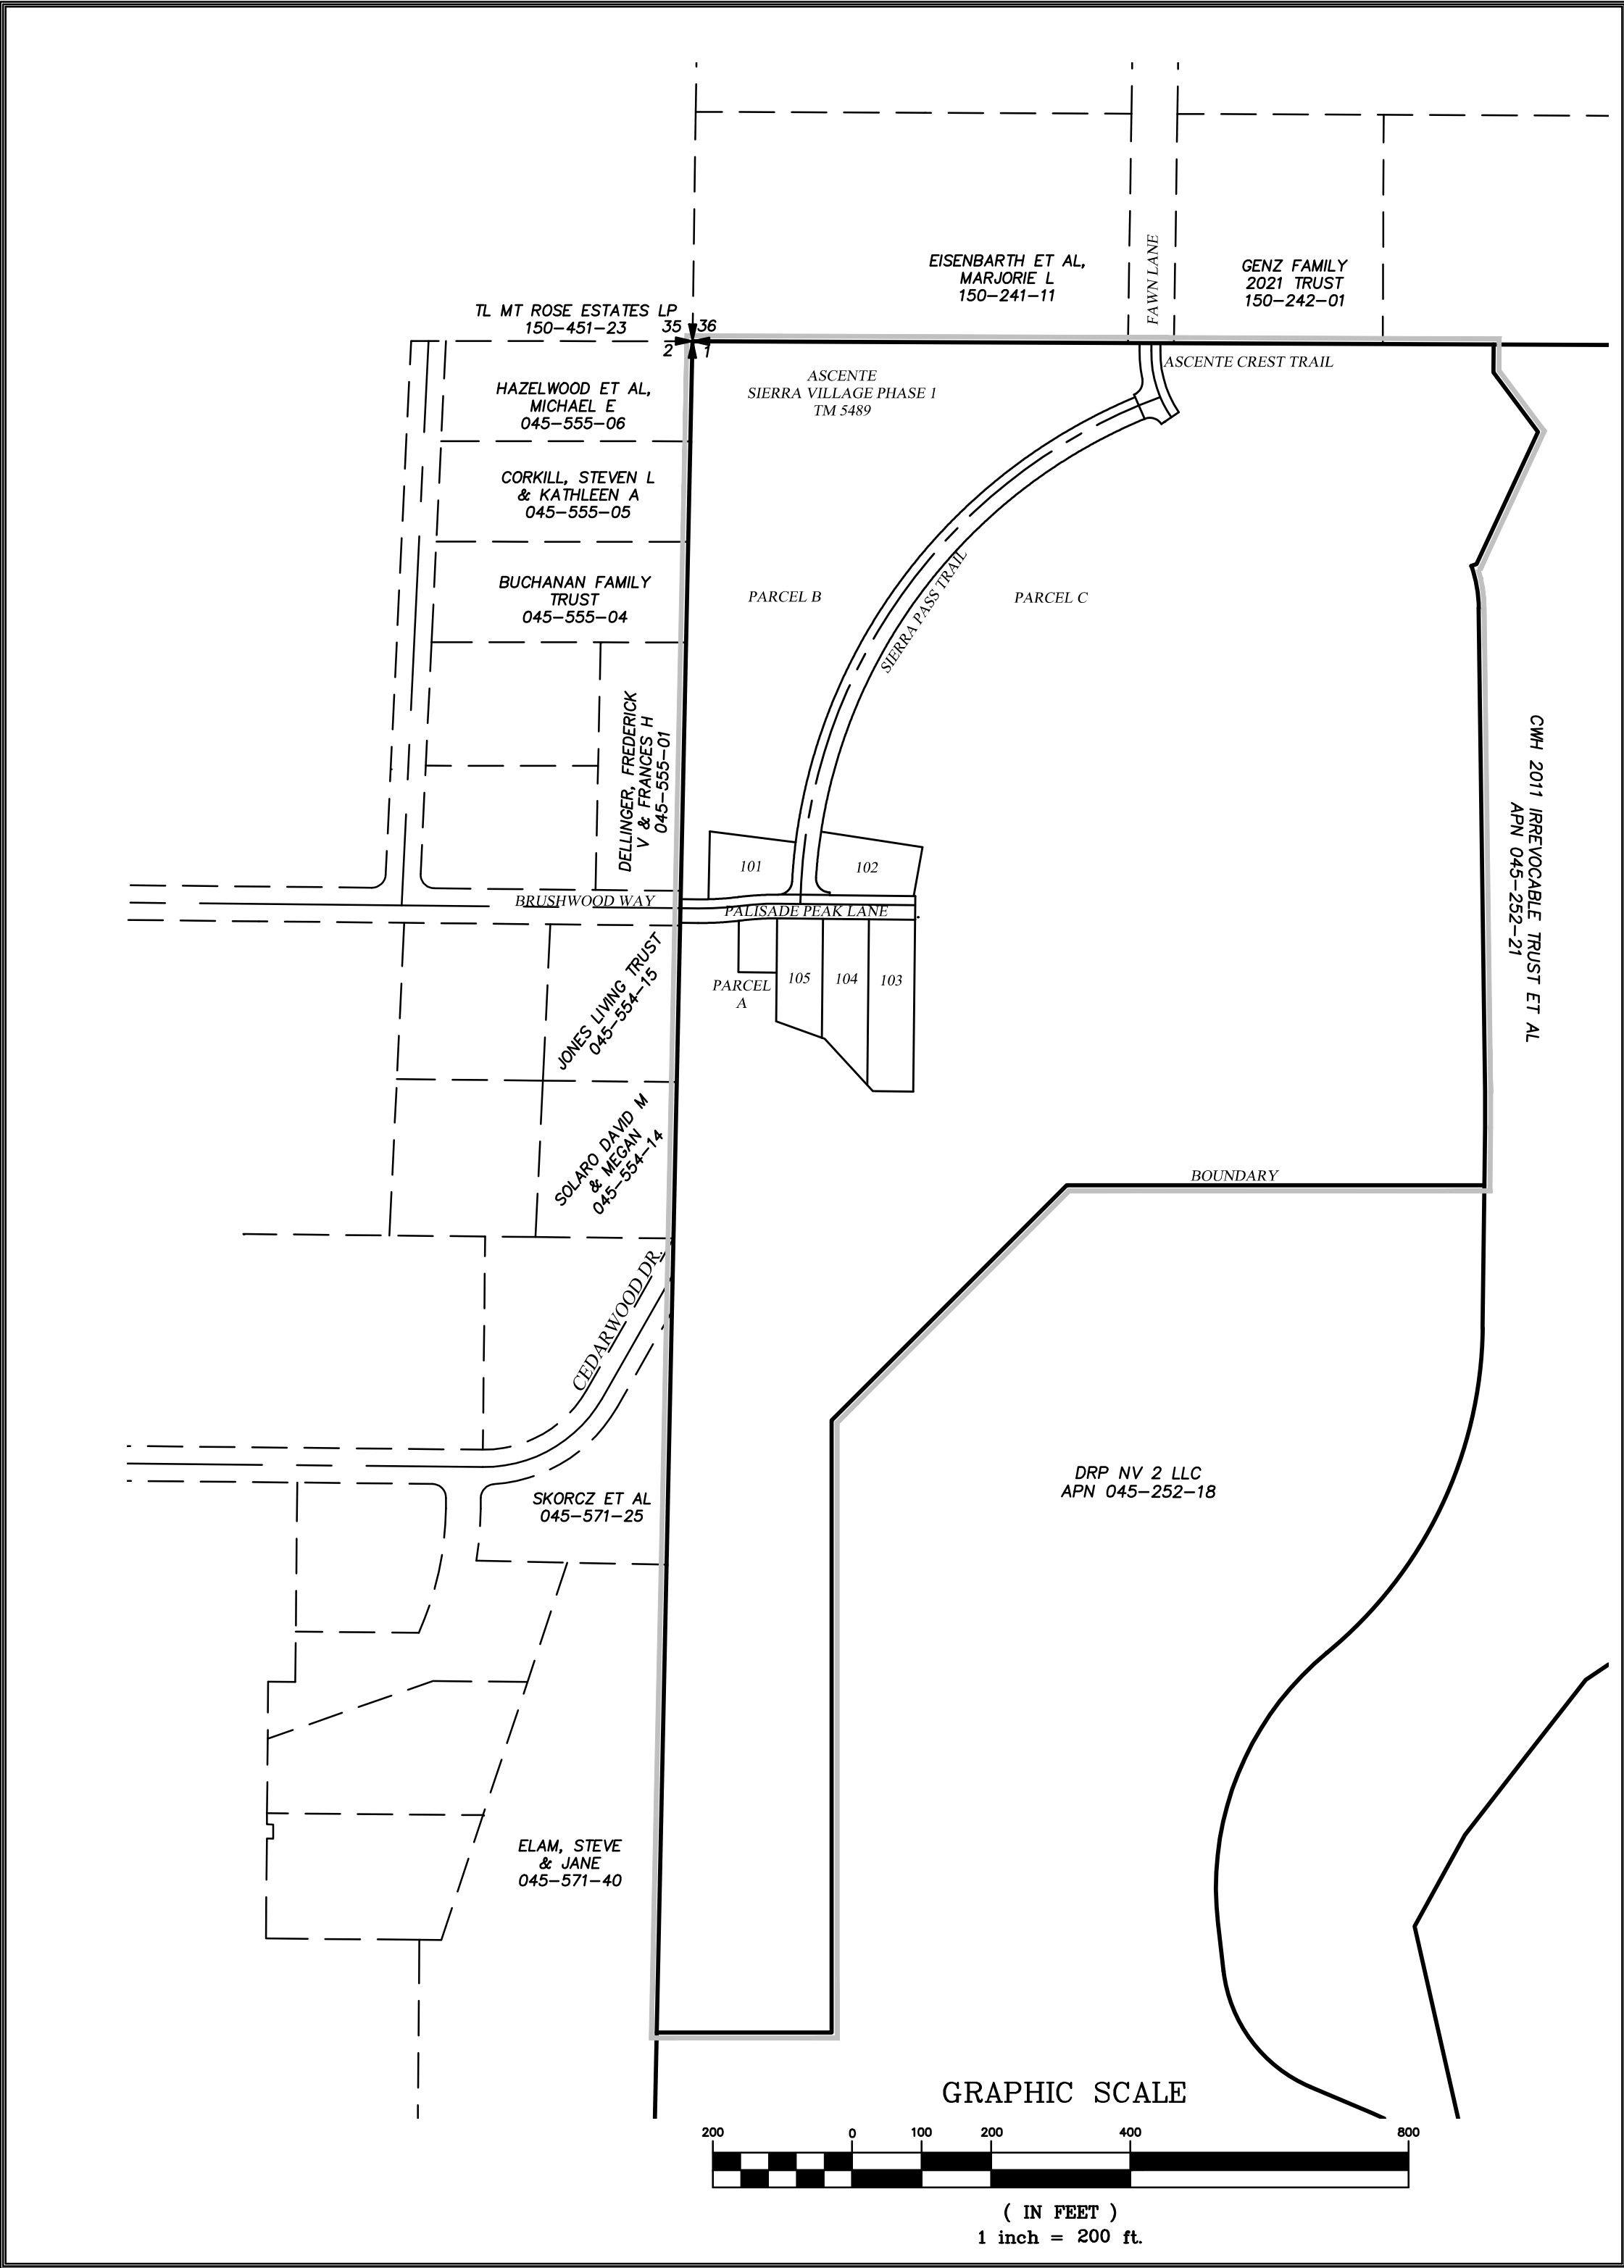 EISENBARTH ET AL,
MARJORIE L
150-241-11
FAWN LANE
GENZ FAMILY
2021 TRUST
150-242-01
TL MT ROSE ESTATES LP
150-451-23
35
36
2
1
ASCENTE CREST TRAIL
ASCENTE
SIERRA VILLAGE PHASE 1
TM 5489
HAZELWOOD ET AL,
MICHAEL E
045-555-06
CORKILL, STEVEN L
& KATHLEEN A
045-555-05
BUCHANAN FAMILY
TRUST
045-555-04
PARCEL B
SIERRA PASS TRAIL
PARCEL C
DELLINGER, FREDERICK
V & FRANCES H
045-555-01
CWH 2011 IRREVOCABLE TRUST ET AL
APN 045-252-21
101
102
BRUSHWOOD WAY
PALISADE PEAK LANE
JONES LIVING TRUST
045-554-15
PARCEL
A
105
104
103
SOLARO DAVID M
& MEGAN
045-554-14
BOUNDARY
CEDARWOOD DR.
DRP NV 2 LLC
APN 045-252-18
SKORCZ ET AL
045-571-25
ELAM, STEVE
& JANE
045-571-40
GRAPHIC SCALE
200 0 100 200 400 800
( IN FEET )
1 inch = 200 ft.